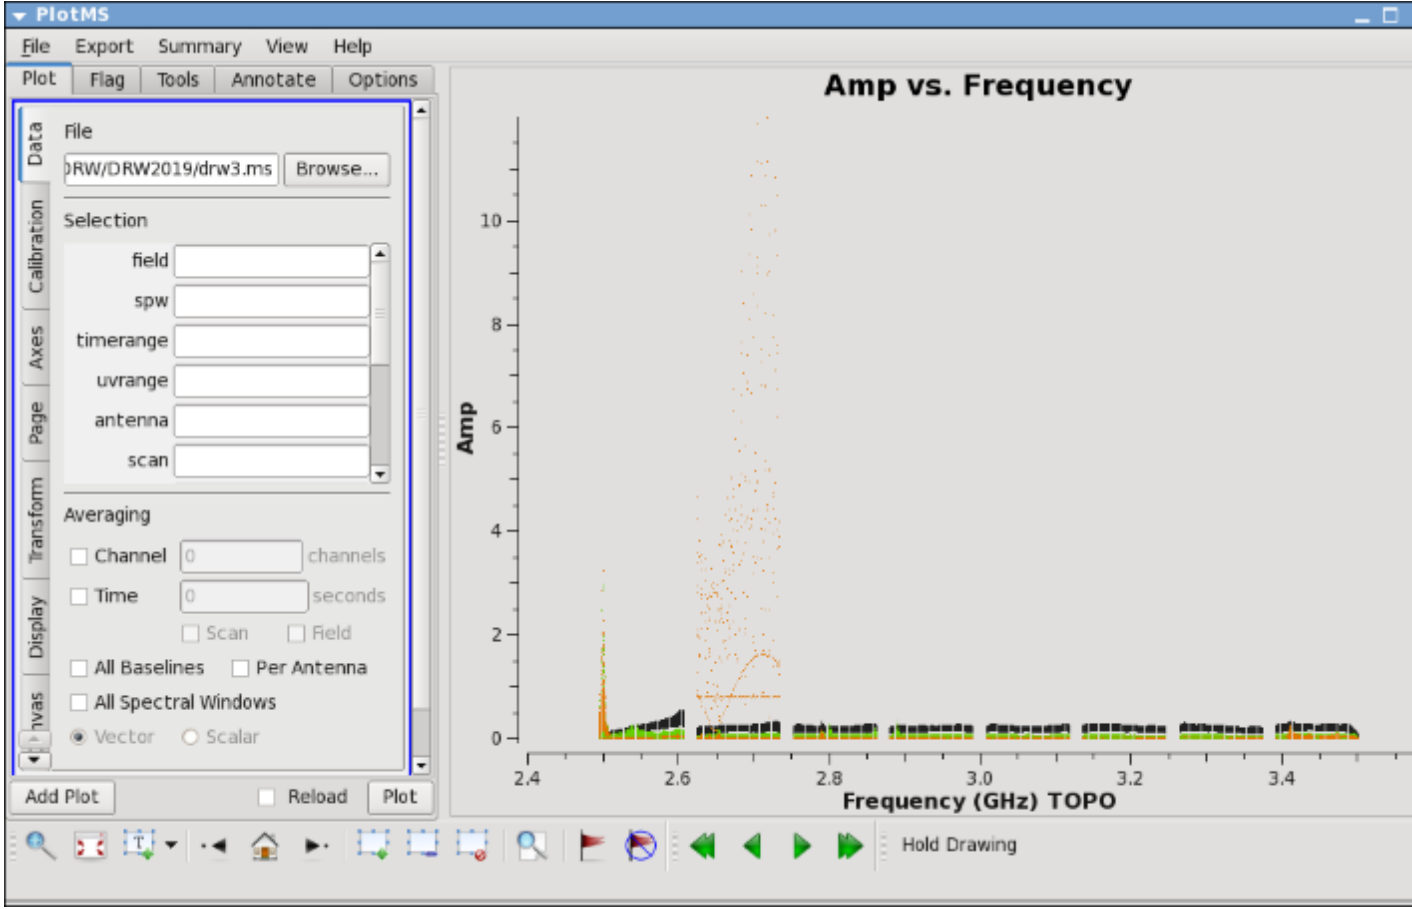 PlotMS
File Export Summary View Help
Plot Flag Tools Annotate Options
Data
Calibration
Axes
Page
Transform
Display
File
)RW/DRW2019/drw3.ms Browse...
Selection
field
spw
timerange
uvrange
antenna
scan
Averaging
Channel 0 channels
Time 0 seconds
Scan Field
All Baselines Per Antenna
All Spectral Windows
Vector Scalar
Add Plot Reload Plot
Amp vs. Frequency
Amp
10
8
6
4
2
0
2.4 2.6 2.8 3.0 3.2 3.4
Frequency (GHz) TOPO
T
Hold Drawing